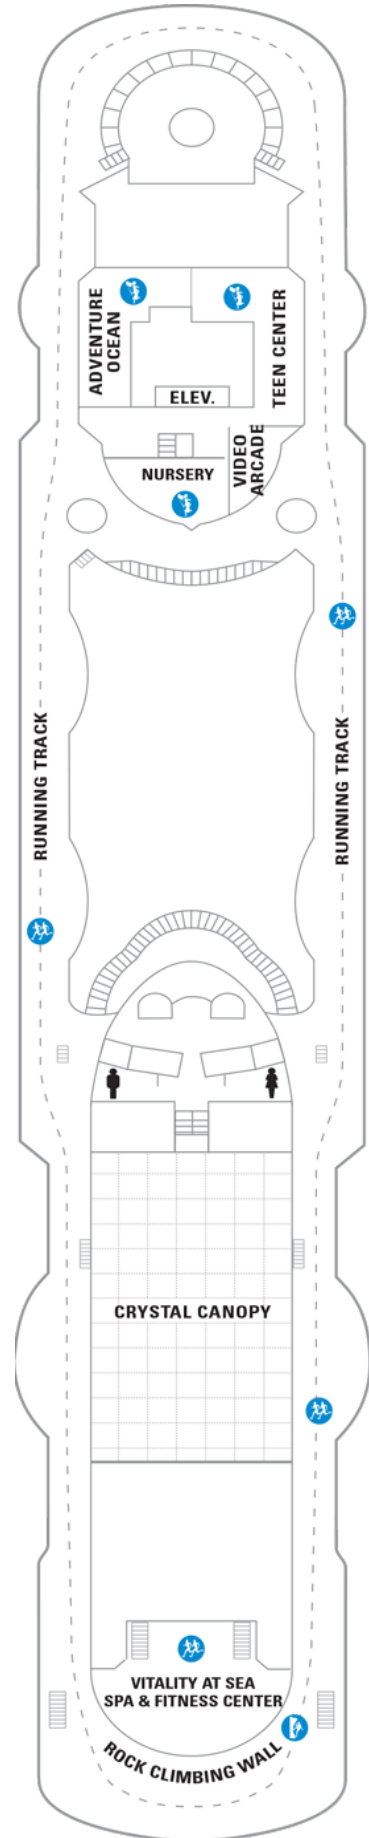 ADVENTURE
OCEAN
TEEN CENTER
ELEV.
NURSERY
VIDEO
ARCADE
RUNNING TRACK
RUNNING TRACK
CRYSTAL CANOPY
VITALITY AT SEA
SPA & FITNESS CENTER
ROCK CLIMBING WALL